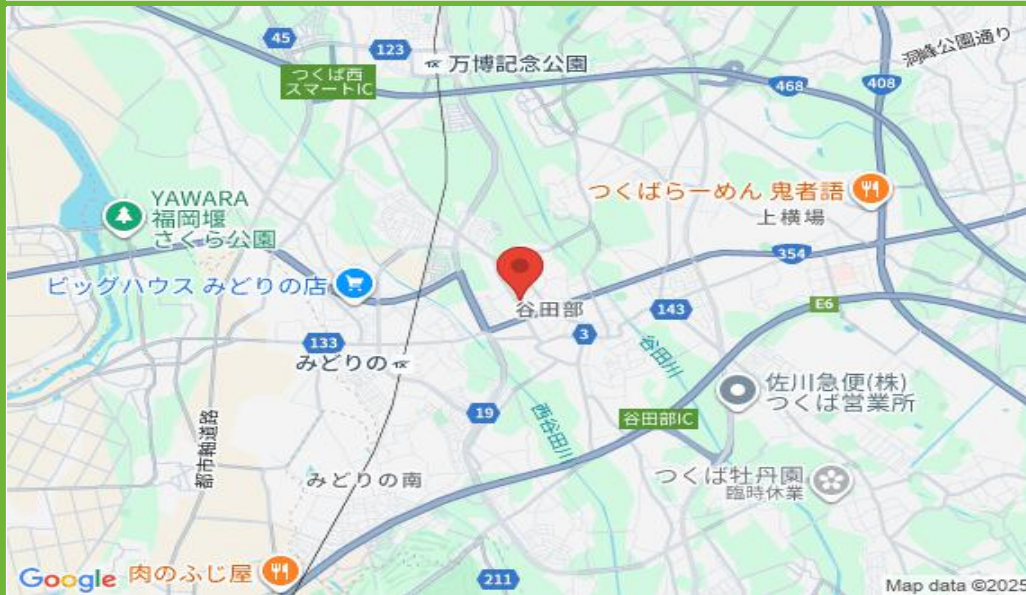 45
123
万博記念公園
洞峰公園通り
つくば西
スマートIC
468
408
つくばらーめん 鬼者語
上横場
YAWARA
福岡堰
さくら公園
354
ビッグハウス みどりの店
谷田部
E6
143
133
3
みどりの
谷田川
佐川急便(株)
つくば営業所
19
谷田部IC
西谷田川
都市軸道路
みどりの南
つくば牡丹園
臨時休業
Google
肉のふじ屋
211
Map data ©2025